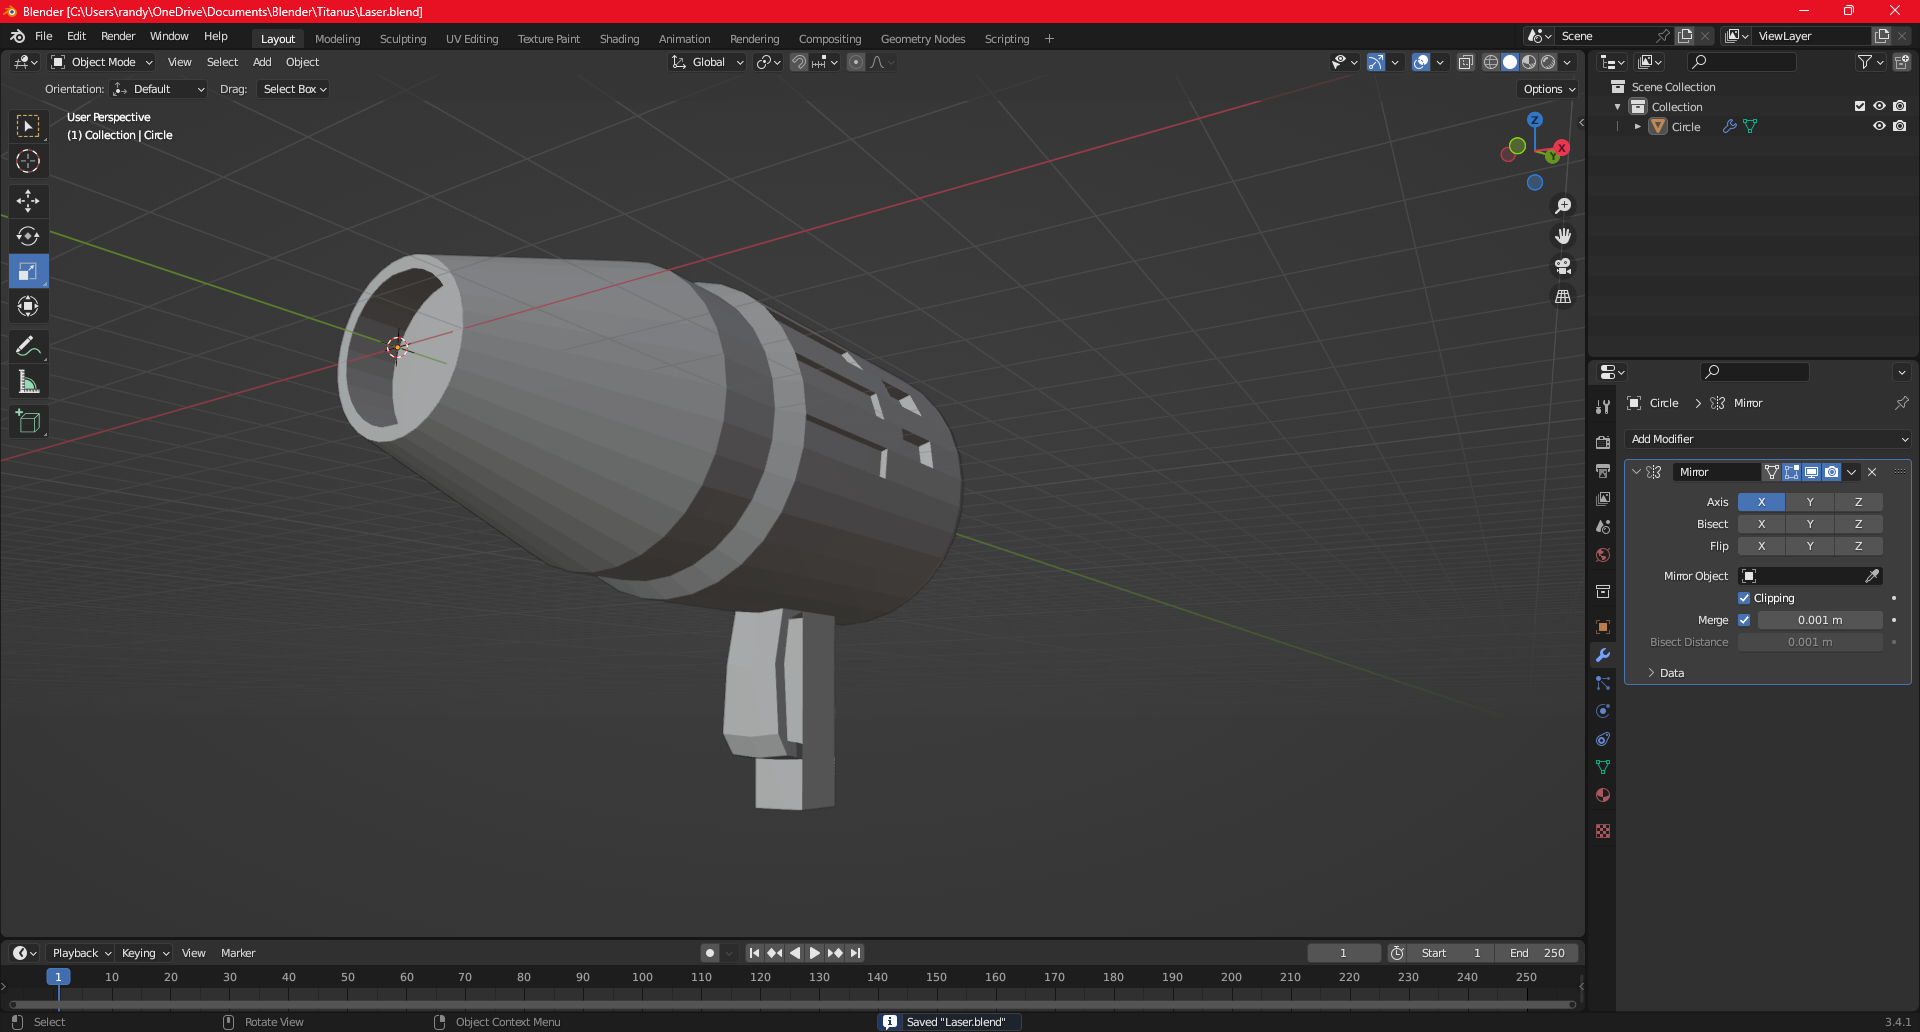 Blender [C:\Users\randy\OneDrive\Documents\Blender\Titanus\Laser.blend]
File Edit Render Window Help Layout Modeling Sculpting UV Editing Texture Paint Shading Animation Rendering Compositing Geometry Nodes Scripting + Scene ViewLayer
Object Mode View Select Add Object Global
Orientation: Default Drag: Select Box Options
User Perspective
(1) Collection | Circle
Z
X
Y
Scene Collection
Collection
Circle
Circle Mirror
Add Modifier
Mirror
Axis X Y Z
Bisect X Y Z
Flip X Y Z
Mirror Object
Clipping
Merge 0.001 m
Bisect Distance 0.001 m
Data
Playback Keying View Marker 1 Start 1 End 250
1 10 20 30 40 50 60 70 80 90 100 110 120 130 140 150 160 170 180 190 200 210 220 230 240 250
Select Rotate View Object Context Menu Saved "Laser.blend" 3.4.1